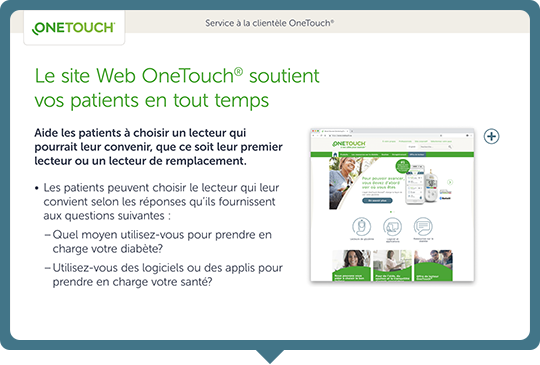 ONETOUCH®
Service à la clientèle OneTouch®
Le site Web OneTouch® soutient
vos patients en tout temps
Aide les patients à choisir un lecteur qui
pourrait leur convenir, que ce soit leur premier
lecteur ou un lecteur de remplacement.
• Les patients peuvent choisir le lecteur qui leur
convient selon les réponses qu'ils fournissent
aux questions suivantes :
–Quel moyen utilisez-vous pour prendre en
charge votre diabète?
–Utilisez-vous des logiciels ou des applis pour
prendre en charge votre santé?
ONETOUCH